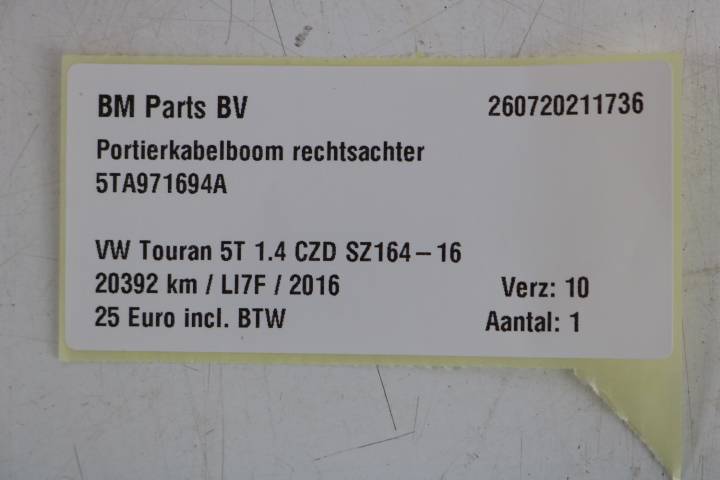 BM Parts BV 260720211736
Portierkabelboom rechtsachter
5TA971694A
VW Touran 5T 1.4 CZD SZ164-16
20392 km / LI7F / 2016 Verz: 10
25 Euro incl. BTW Aantal: 1